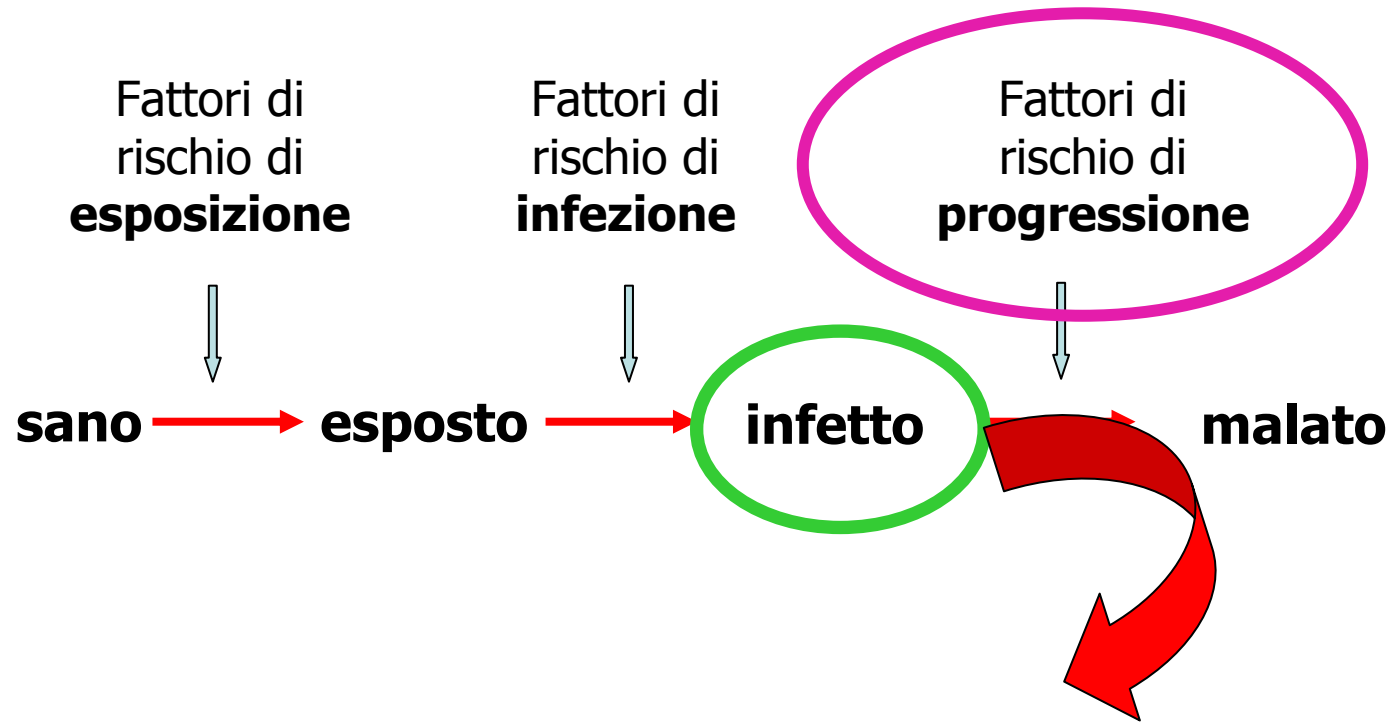 Fattori di
rischio di
esposizione
Fattori di
rischio di
infezione
Fattori di
rischio di
progressione
sano
esposto
infetto
malato